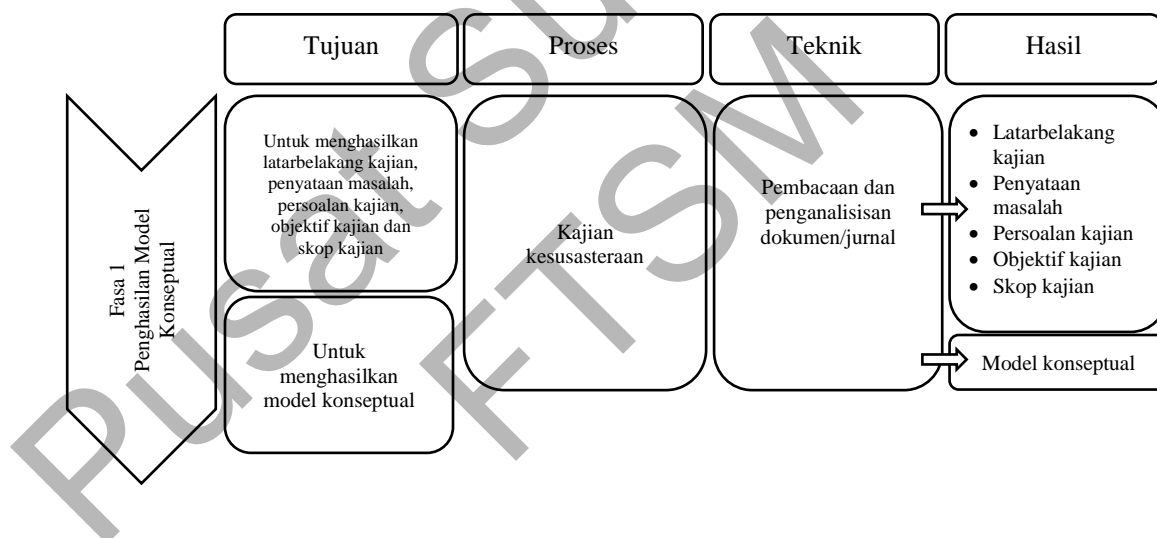 Tujuan
Proses
Teknik
Hasil
Fasa 1
Penghasilan Model
Konseptual
Untuk menghasilkan
latarbelakang kajian,
penyataan masalah,
persoalan kajian,
objektif kajian dan
skop kajian
Untuk
menghasilkan
model konseptual
Kajian
kesusasteraan
Pembacaan dan
penganalisisan
dokumen/jurnal
• Latarbelakang
kajian
• Penyataan
masalah
• Persoalan kajian
• Objektif kajian
• Skop kajian
Model konseptual
Pusat Su
FTSM